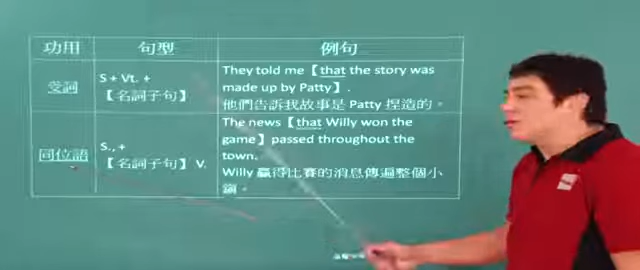 功用 句型 例句
受詞
S + Vt. +
【名詞子句】
They told me【that the story was
made up by Patty】.
他們告訴我故事是 Patty 捏造的。
同位語
S., +
【名詞子句】V.
The news【that Willy won the
game】passed throughout the
town.
Willy 贏得比賽的消息傳遍整個小
鎮。